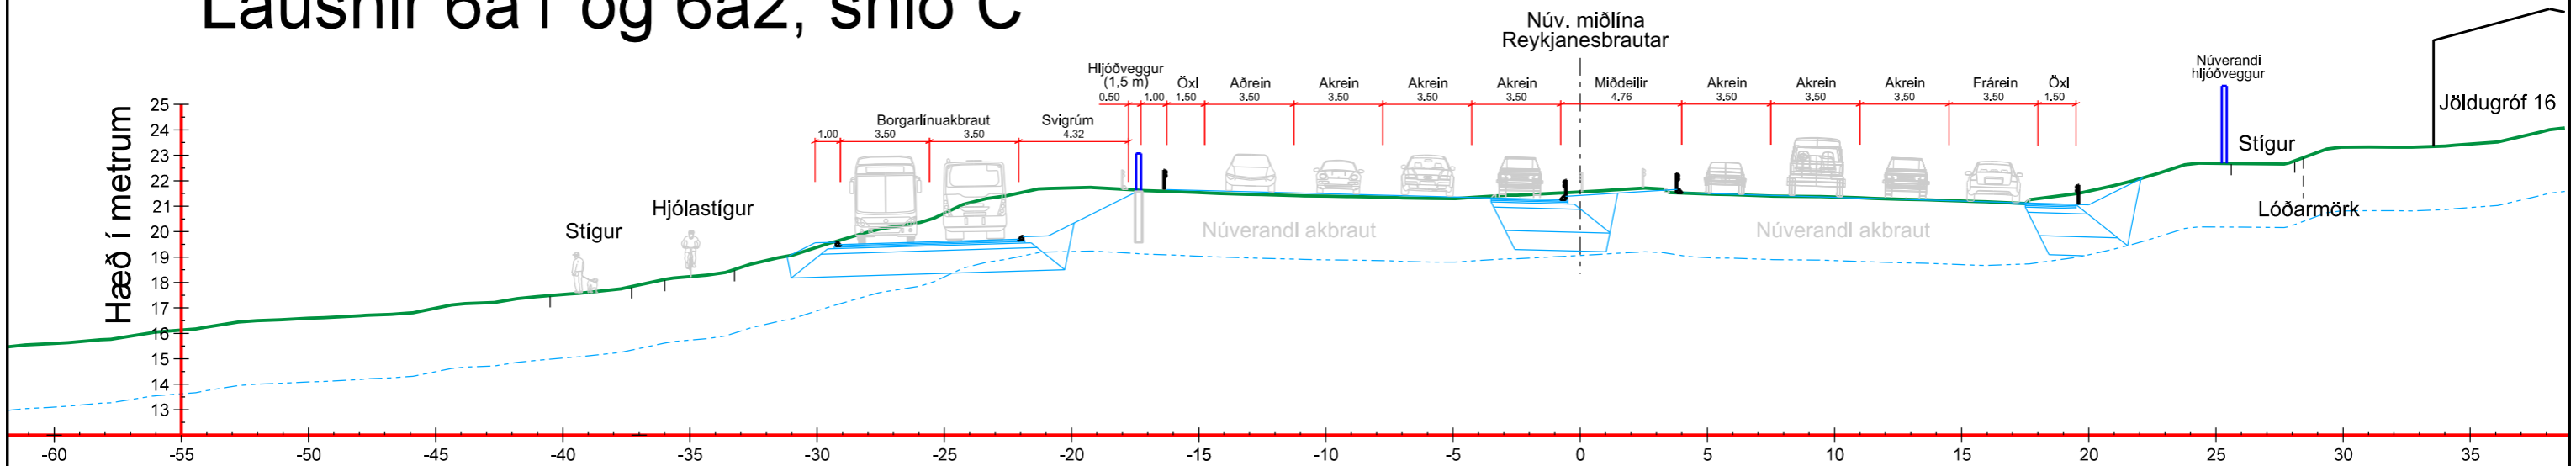 Lausnir 6a1 og 6a2, snið C
Núv. miðlína
Reykjanesbrautar
Hljóðveggur
(1,5 m)
Öxl
Aðrein
Akrein
Akrein
Akrein
Miðdeilir
Akrein
Akrein
Akrein
Frárein
Öxl
0.50
1.00
1.50
3.50
3.50
3.50
3.50
4,76
3,50
3,50
3,50
3,50
1,50
Núverandi
hljóðveggur
Jöldugróf 16
Borgarlínuakbraut
Svigrúm
1.00
3.50
3.50
4.32
Stígur
Hjólastígur
Stígur
Lóðarmörk
Núverandi akbraut
Núverandi akbraut
Hæð í metrum
25
24
23
22
21
20
19
18
17
16
15
14
13
-60
-55
-50
-45
-40
-35
-30
-25
-20
-15
-10
-5
0
5
10
15
20
25
30
35